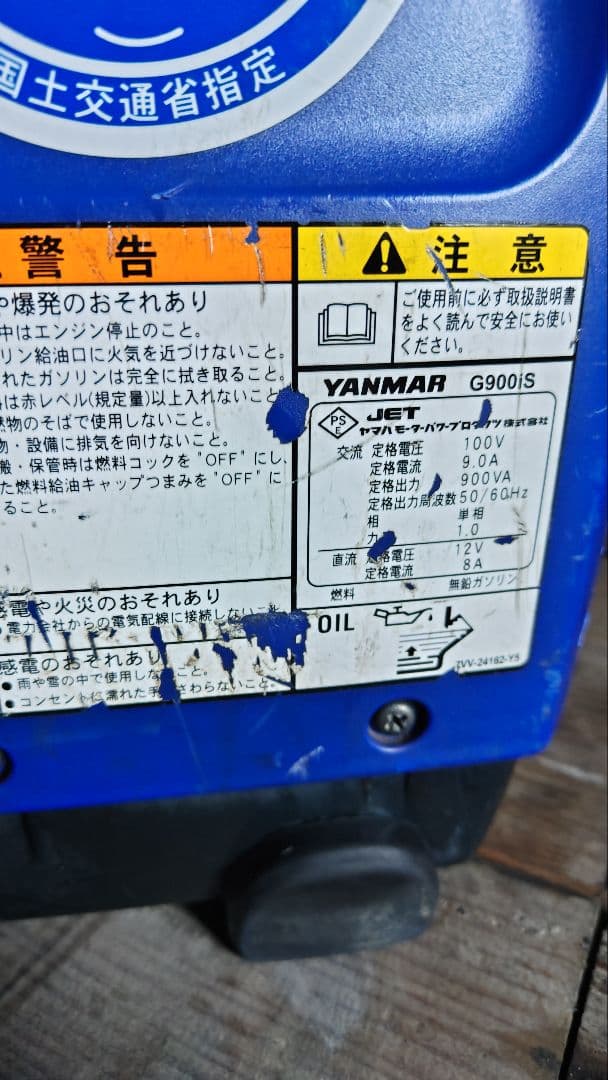 国土交通省指定
警告
爆発のおそれあり
中はエンジン停止のこと。
リン給油口に火気を近づけないこと。
れたガソリンは完全に拭き取ること。
は赤レベル(規定量)以上入れないこと
燃物のそばで使用しないこと。
物・設備に排気を向けないこと。
搬・保管時は燃料コックを"OFF"にし、
た燃料給油キャップつまみを"OFF"に
ること。
感電や火災のおそれあり
電力会社からの電気配線に接続しないこと。
感電のおそれあり
●雨や雪の中で使用しないこと。
●コンセントに濡れた手でさわらないこと。
注意
ご使用前に必ず取扱説明書
をよく読んで安全にお使い
ください。
YANMAR G900iS
PSE JET
ヤマハモーターパワープロダクツ株式会社
交流 定格電圧 100V
定格電流 9.0A
定格出力 900VA
定格出力周波数 50/60Hz
相 単相
力 1.0
直流 定格電圧 12V
定格電流 8A
燃料 無鉛ガソリン
OIL
7VV-24162-Y5